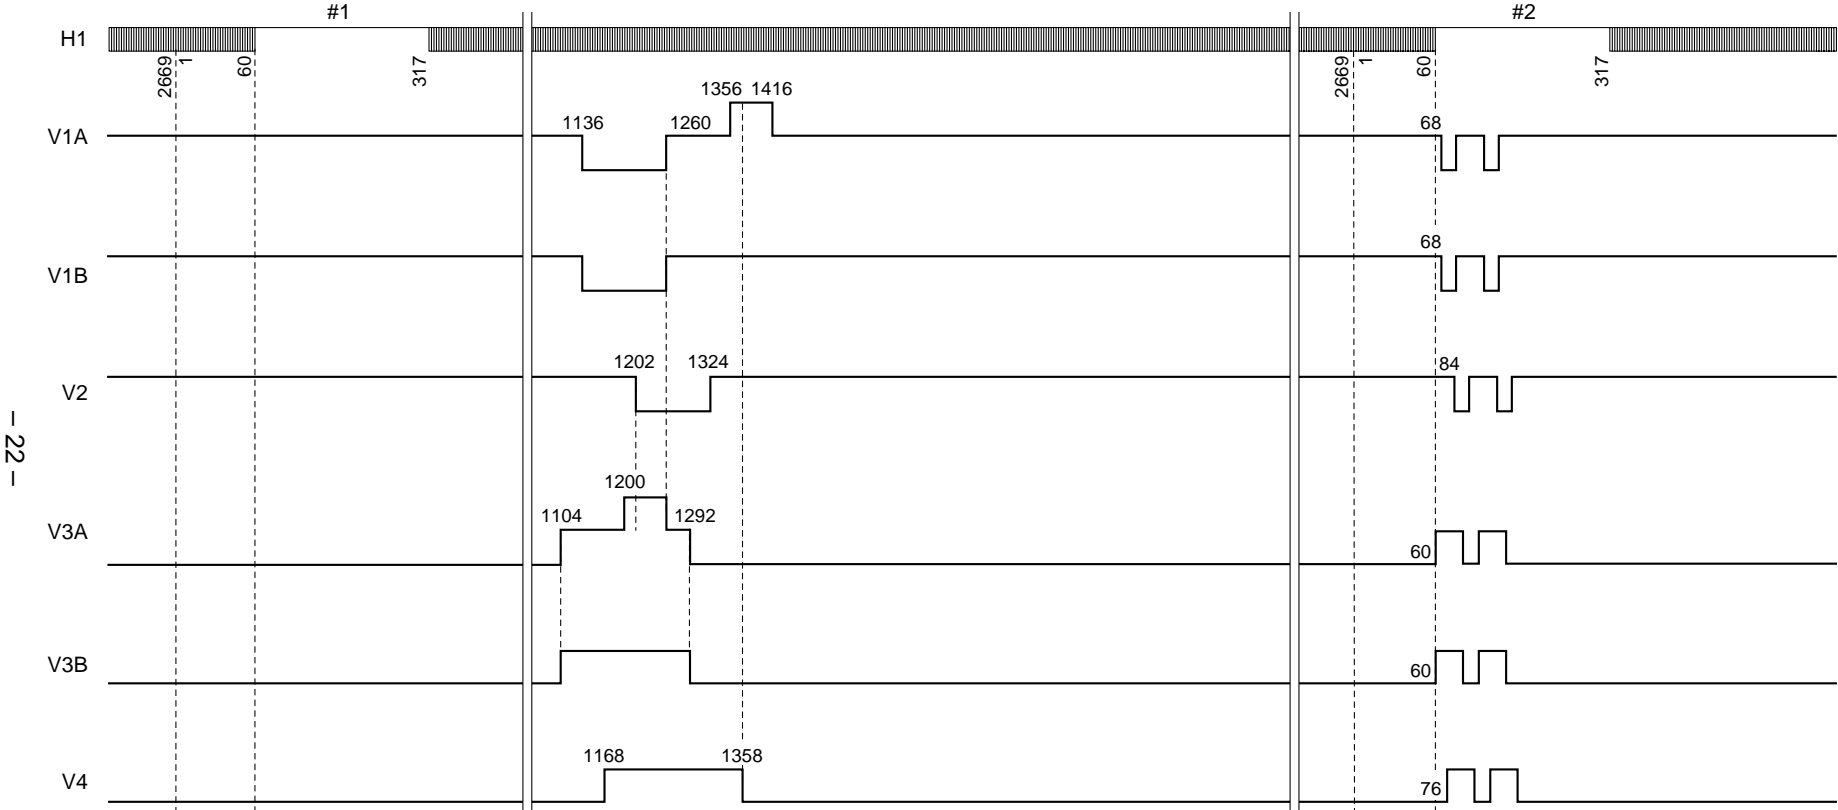 #1 #2
H1
2669 1 60 317 2669 1 60 317
1356 1416
V1A 1136 1260 68
V1B 68
V2 1202 1324 84
– 22 –
1200
V3A 1104 1292 60
V3B 60
V4 1168 1358 76